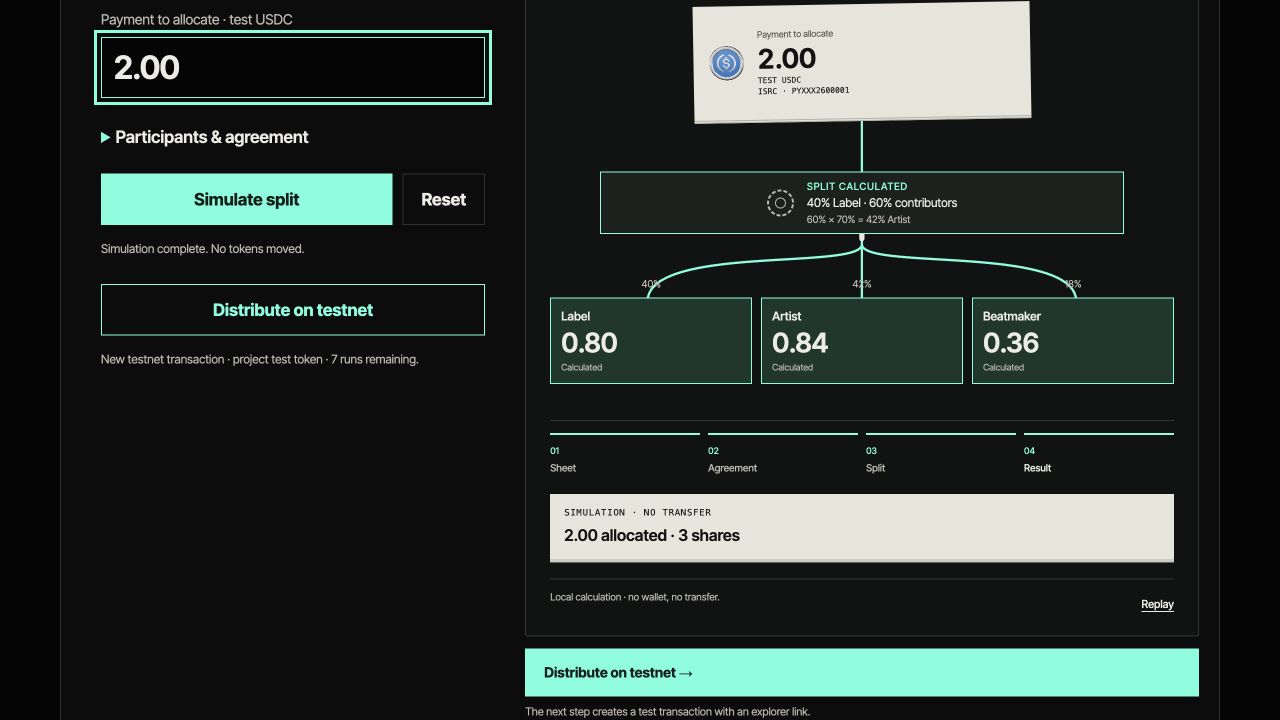 Payment to allocate · test USDC
2.00
Participants & agreement
Simulate split
Reset
Simulation complete. No tokens moved.
Distribute on testnet
New testnet transaction · project test token · 7 runs remaining.
Payment to allocate
2.00
TEST USDC
ISRC · PYXXX2600001
SPLIT CALCULATED
40% Label · 60% contributors
60% × 70% = 42% Artist
40%
42%
18%
Label
0.80
Calculated
Artist
0.84
Calculated
Beatmaker
0.36
Calculated
01
Sheet
02
Agreement
03
Split
04
Result
SIMULATION · NO TRANSFER
2.00 allocated · 3 shares
Local calculation · no wallet, no transfer.
Replay
Distribute on testnet →
The next step creates a test transaction with an explorer link.